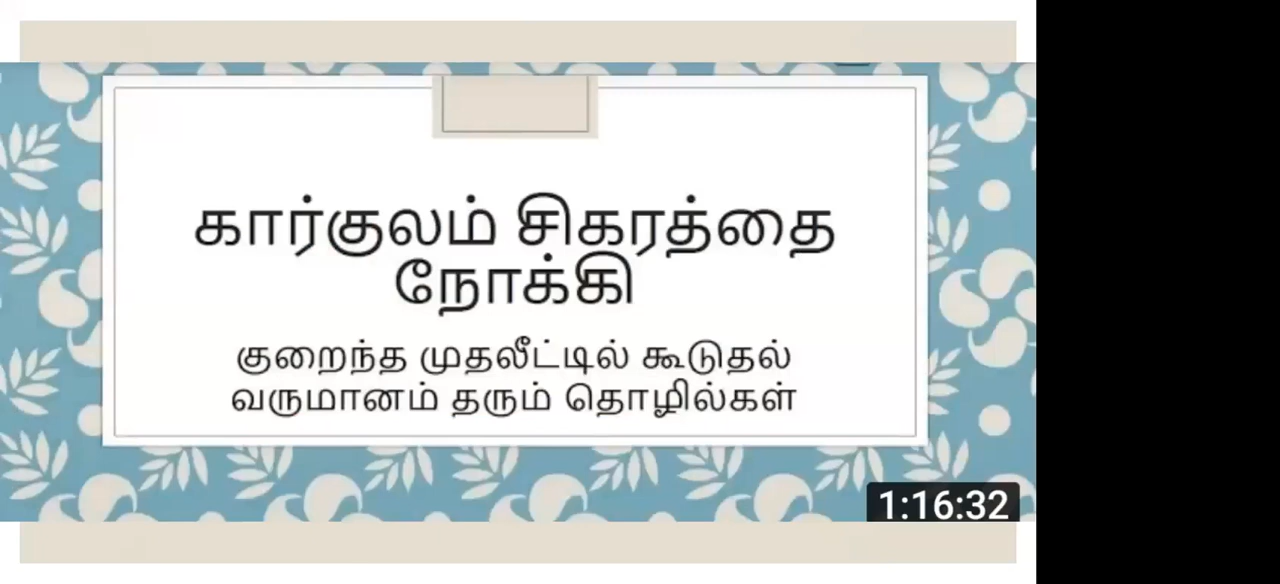 கார்குலம் சிகரத்தை
நோக்கி
குறைந்த முதலீட்டில் கூடுதல்
வருமானம் தரும் தொழில்கள்
1:16:32